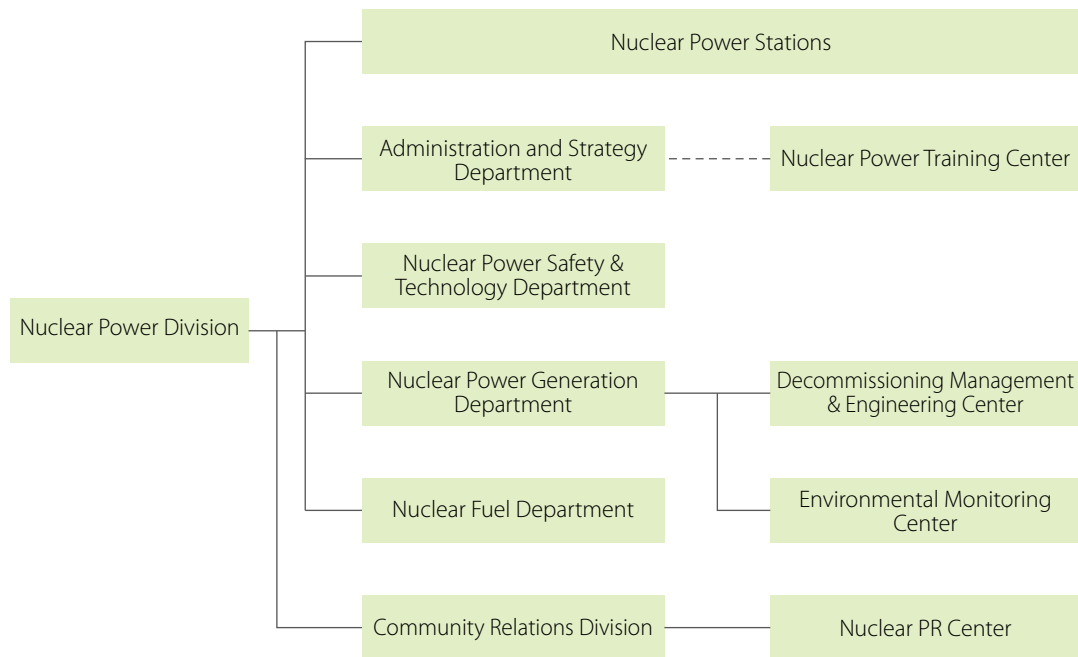 Nuclear Power Stations
Administration and Strategy
Department
Nuclear Power Training Center
Nuclear Power Safety &
Technology Department
Nuclear Power Division
Nuclear Power Generation
Department
Decommissioning Management
& Engineering Center
Nuclear Fuel Department
Environmental Monitoring
Center
Community Relations Division
Nuclear PR Center